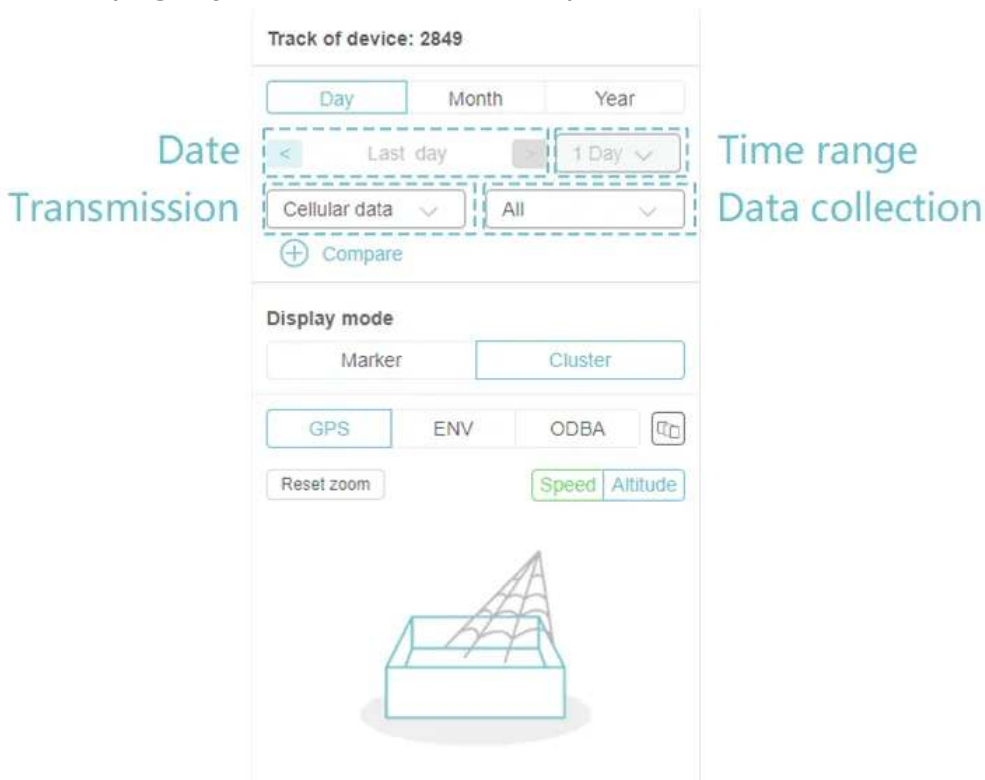 Track of device: 2849
Day Month Year
Date < Last day > 1 Day Time range
Transmission Cellular data All Data collection
Compare
Display mode
Marker Cluster
GPS ENV ODBA
Reset zoom Speed Altitude